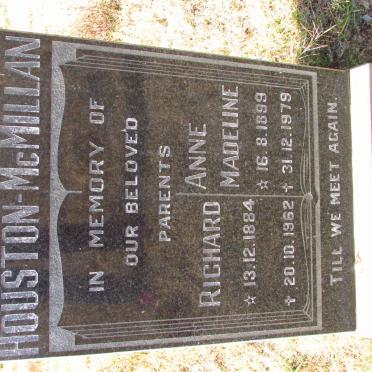 HOUSTON-McMILLAN
IN MEMORY OF
OUR BELOVED
PARENTS
RICHARD
☆ 13.12.1884
✝ 20.10.1962
ANNE
MADELINE
☆ 16.8.1899
✝ 31.12.1979
TILL WE MEET AGAIN.